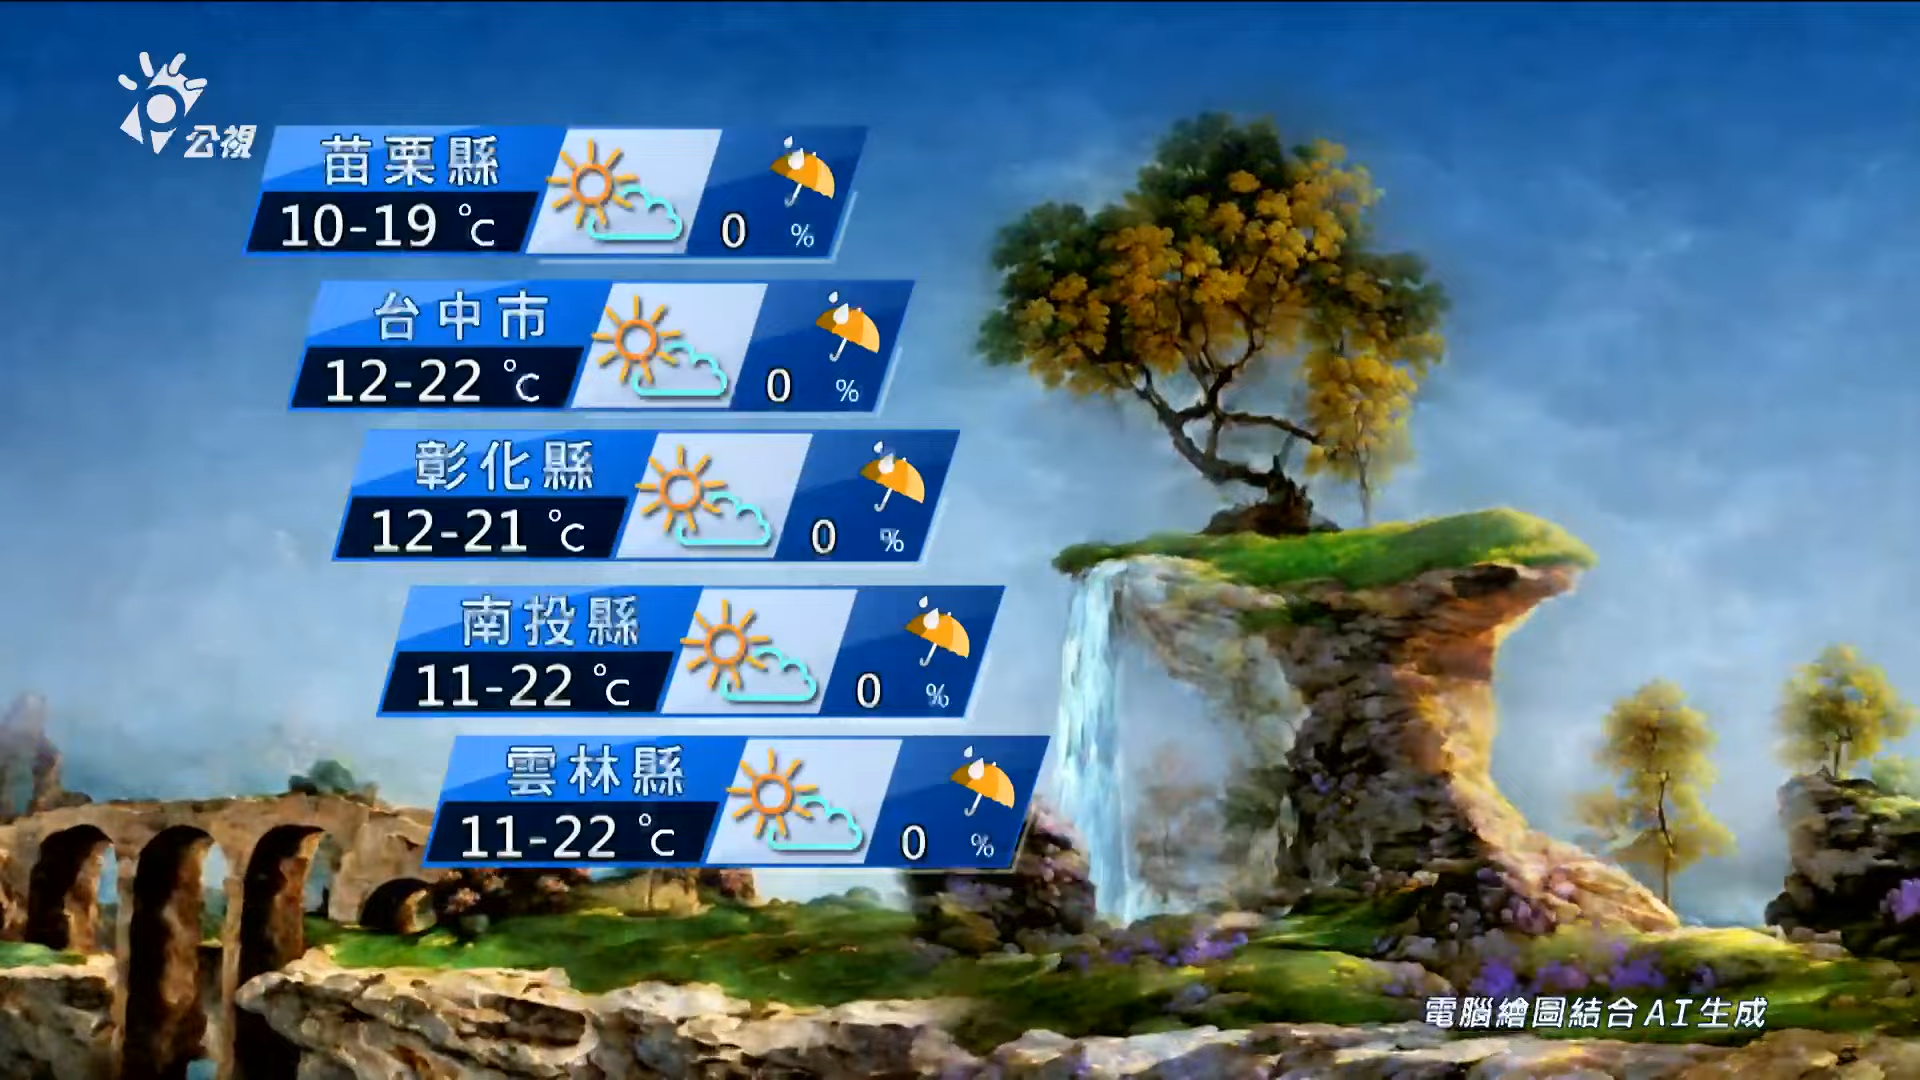 公視
苗栗縣
10-19 ℃
0 %
台中市
12-22 ℃
0 %
彰化縣
12-21 ℃
0 %
南投縣
11-22 ℃
0 %
雲林縣
11-22 ℃
0 %
電腦繪圖結合AI生成